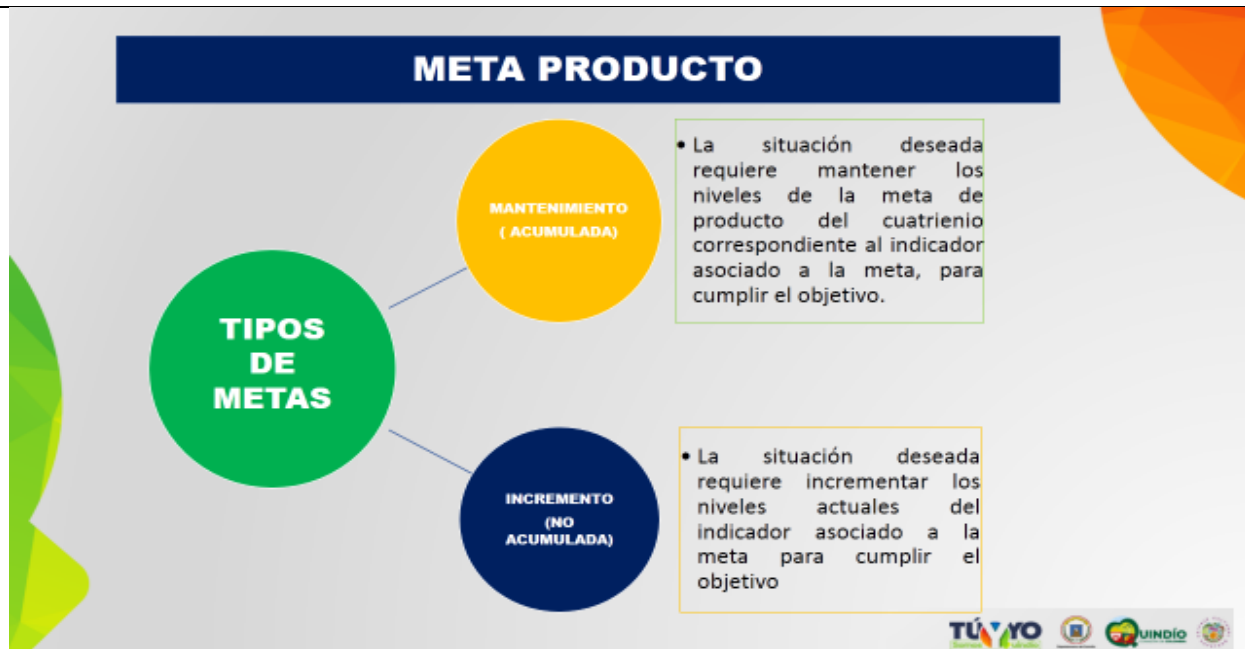 META PRODUCTO
MANTENIMIENTO
( ACUMULADA)
• La situación deseada
requiere mantener los
niveles de la meta de
producto del cuatrienio
correspondiente al indicador
asociado a la meta, para
cumplir el objetivo.
TIPOS
DE
METAS
INCREMENTO
(NO
ACUMULADA)
• La situación deseada
requiere incrementar los
niveles actuales del
indicador asociado a la
meta para cumplir el
objetivo
TÚ Y YO
QUINDÍO